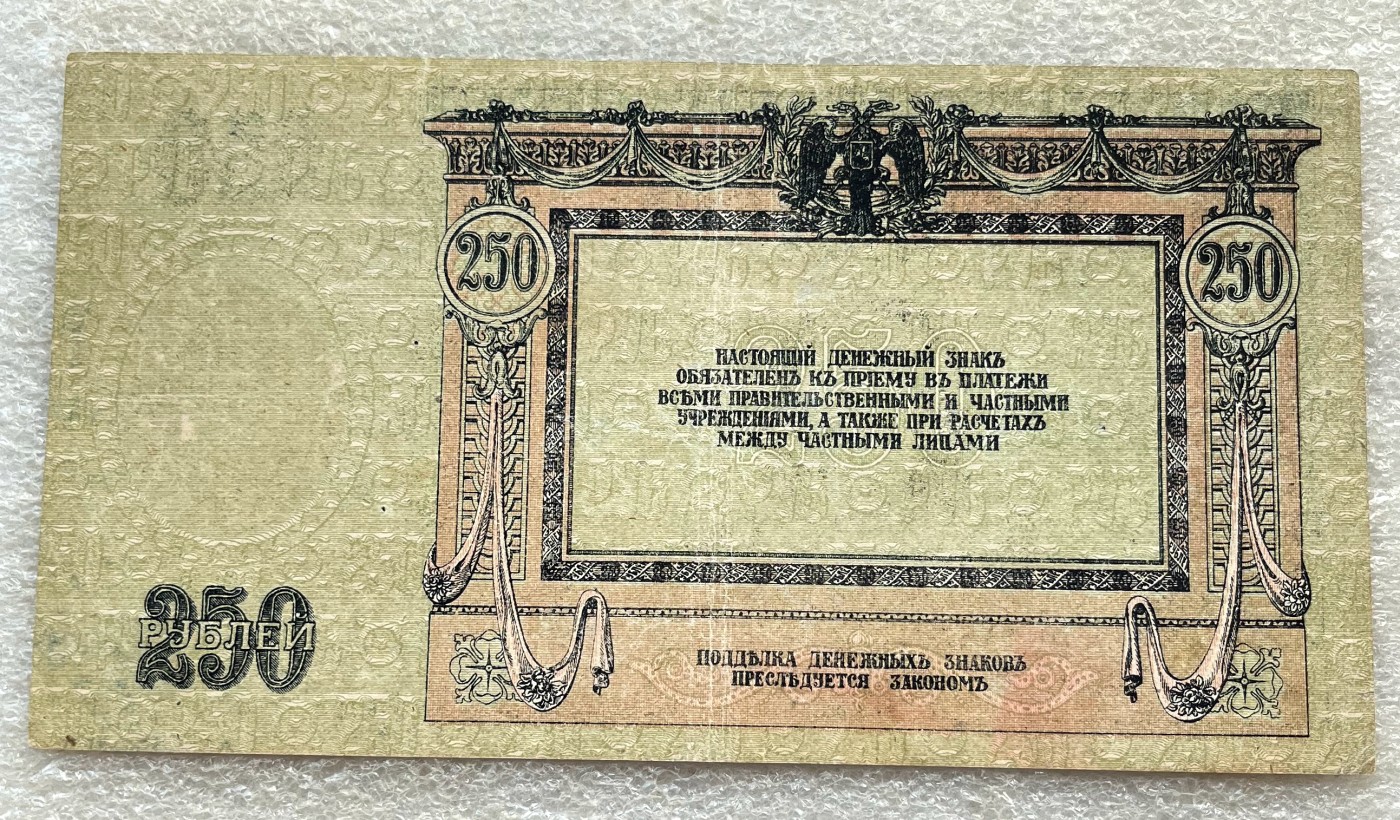 250
250
НАСТОЯЩІЙ ДЕНЕЖНЫЙ ЗНАКЪ
ОБЯЗАТЕЛЕНЪ КЪ ПРІЕМУ ВЪ ПЛАТЕЖИ
ВСѢМИ ПРАВИТЕЛЬСТВЕННЫМИ И ЧАСТНЫМИ
УЧРЕЖДЕНІЯМИ, А ТАКЖЕ ПРИ РАСЧЕТАХЪ
МЕЖДУ ЧАСТНЫМИ ЛИЦАМИ
250
250
РУБЛЕЙ
ПОДДѢЛКА ДЕНЕЖНЫХЪ ЗНАКОВЪ
ПРЕСЛѢДУЕТСЯ ЗАКОНОМЪ